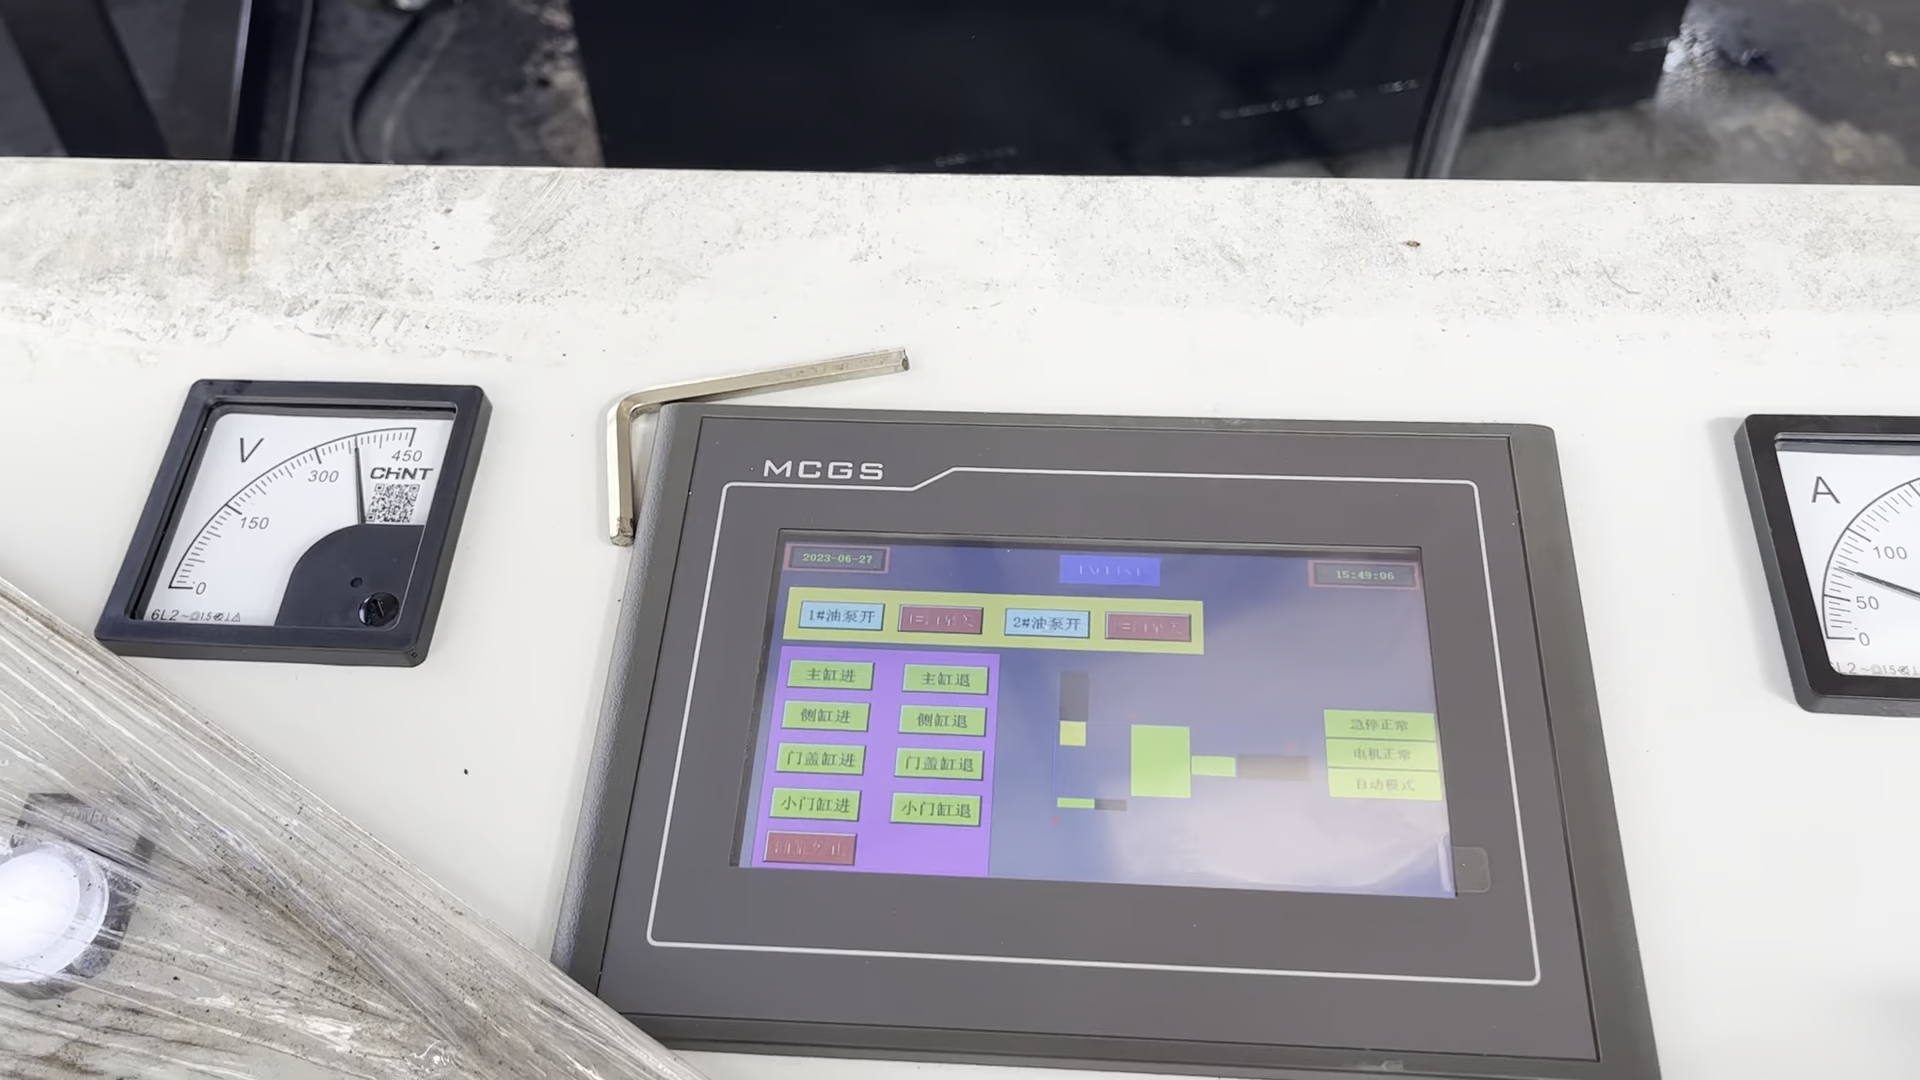 V
450
300
150
0
CHNT
6L2
MCGS
2023-06-27
15:49:06
1#油泵开
2#油泵开
主缸进
主缸退
侧缸进
侧缸退
门盖缸进
门盖缸退
小门缸进
小门缸退
急停正常
电机正常
自动模式
A
100
50
0
POWER